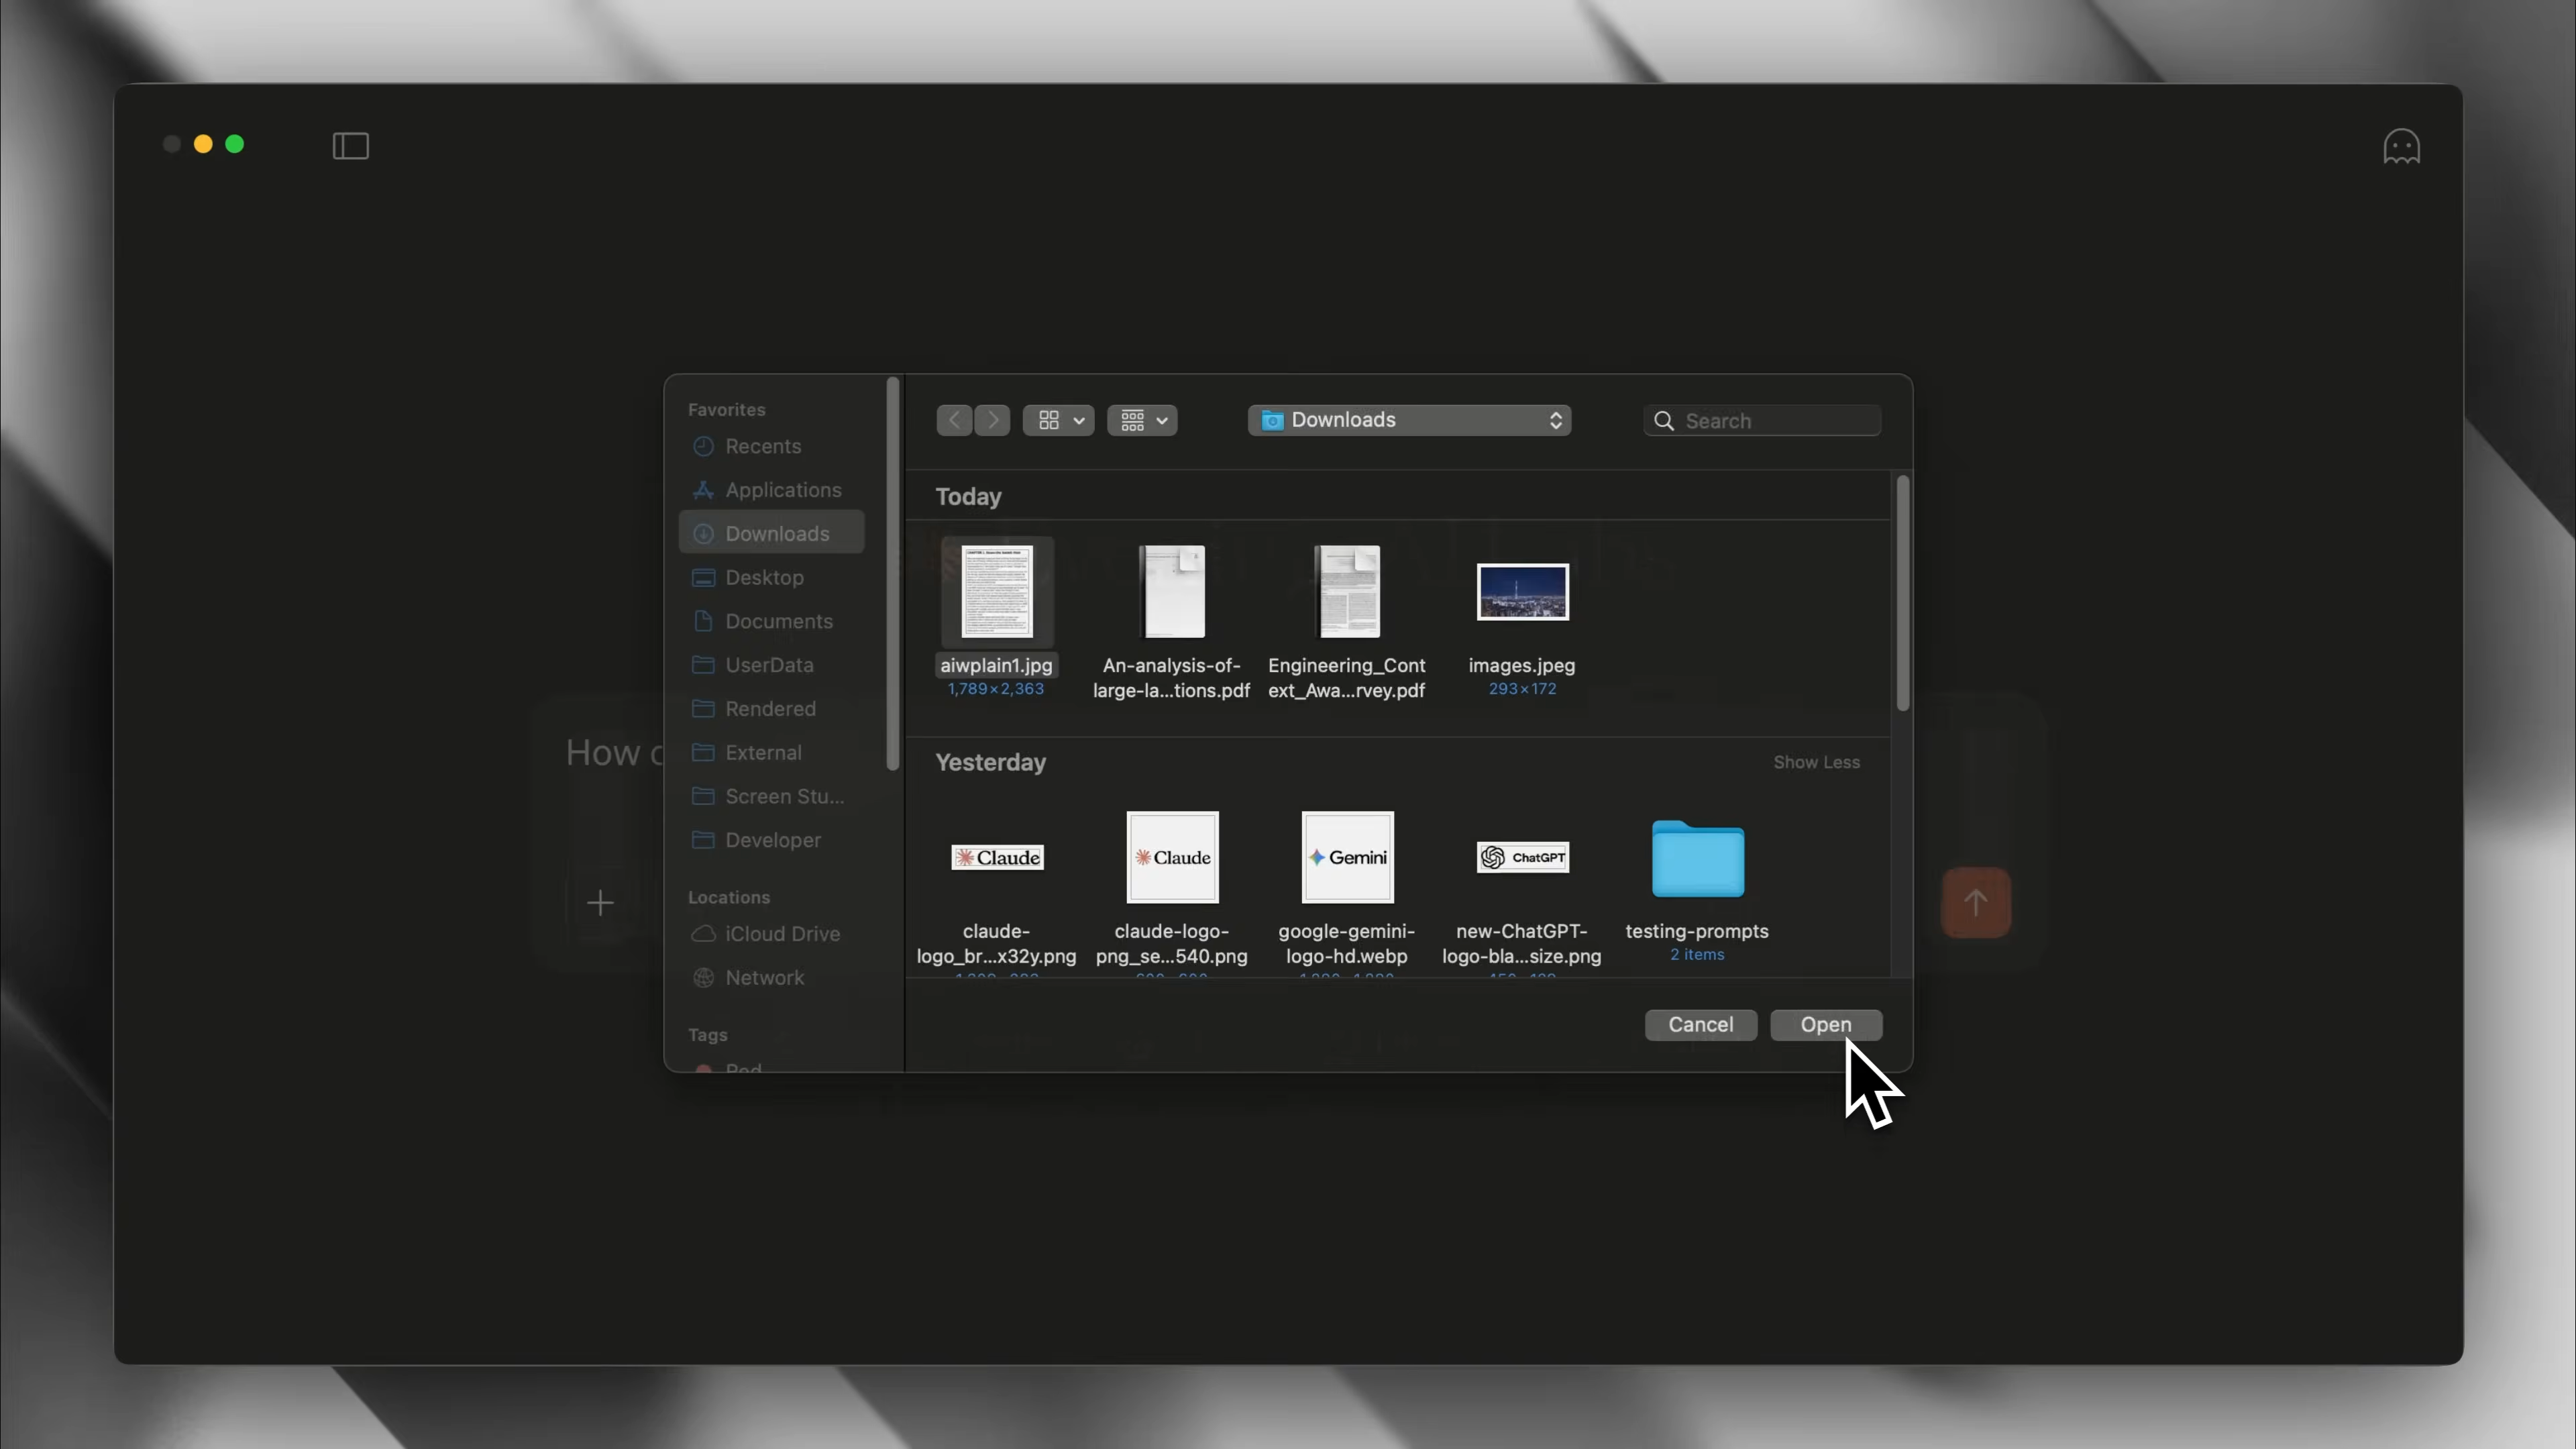 Favorites
Recents
Applications
Downloads
Desktop
Documents
UserData
Rendered
External
Screen Stu...
Developer
Locations
iCloud Drive
Network
Tags
Red
Downloads
Search
Today
aiwplain1.jpg
1,789×2,363
An-analysis-of-
large-la...tions.pdf
Engineering_Cont
ext_Awa...rvey.pdf
images.jpeg
293×172
Yesterday
Show Less
Claude
claude-
logo_br...x32y.png
Claude
claude-logo-
png_se...540.png
Gemini
google-gemini-
logo-hd.webp
ChatGPT
new-ChatGPT-
logo-bla...size.png
testing-prompts
2 items
Cancel
Open
How